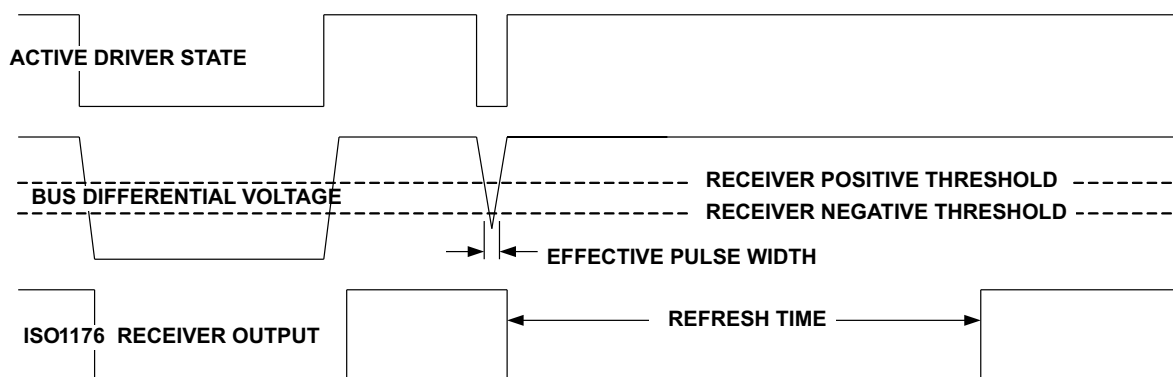 ACTIVE DRIVER STATE
BUS DIFFERENTIAL VOLTAGE
RECEIVER POSITIVE THRESHOLD
RECEIVER NEGATIVE THRESHOLD
EFFECTIVE PULSE WIDTH
ISO1176 RECEIVER OUTPUT
REFRESH TIME